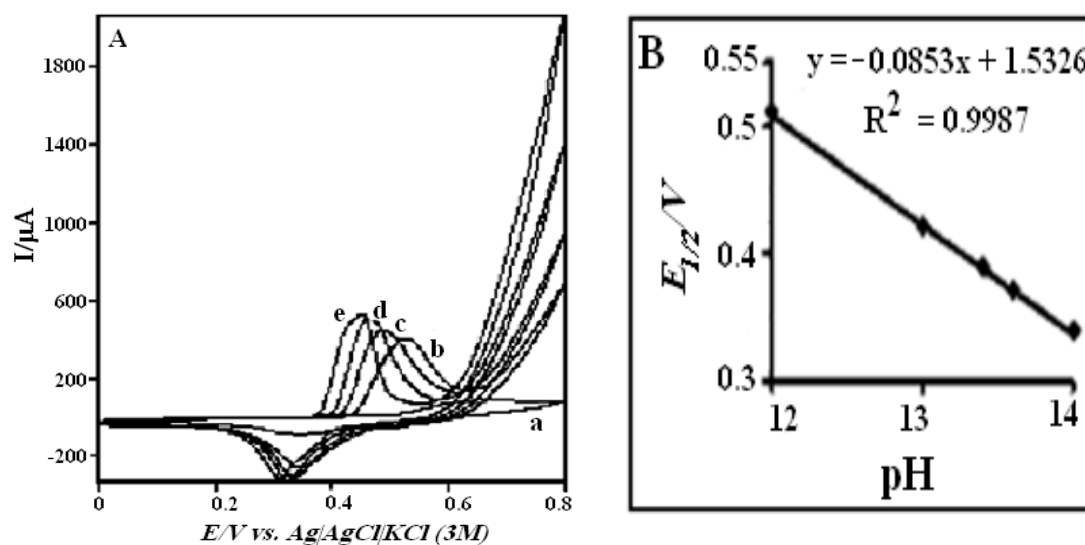 A
1800
1400
1000
600
200
-200
I/µA
e
d
c
b
a
0
0.2
0.4
0.6
0.8
E/V vs. Ag|AgCl|KCl (3M)
B
y = -0.0853x + 1.5326
R² = 0.9987
0.55
0.5
0.4
0.3
E1/2/V
12
13
14
pH